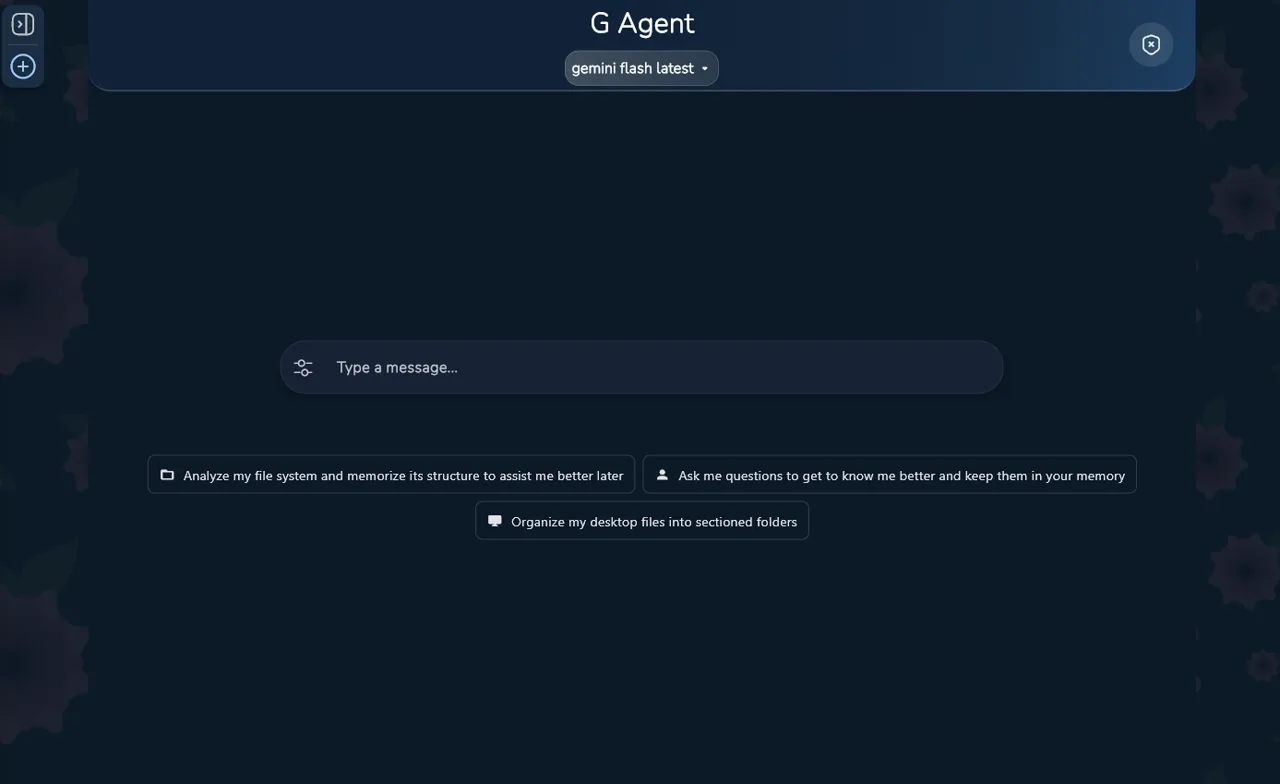 G Agent
gemini flash latest
Type a message...
Analyze my file system and memorize its structure to assist me better later
Ask me questions to get to know me better and keep them in your memory
Organize my desktop files into sectioned folders